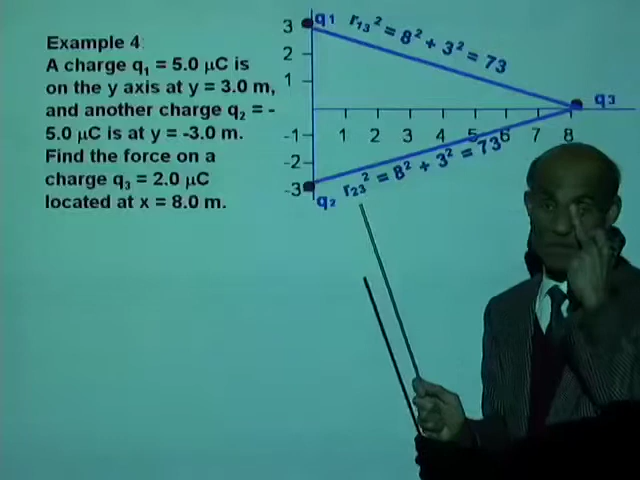 Example 4:
A charge q1 = 5.0 μC is
on the y axis at y = 3.0 m,
and another charge q2 = -
5.0 μC is at y = -3.0 m.
Find the force on a
charge q3 = 2.0 μC
located at x = 8.0 m.
3
q1
r13² = 8² + 3² = 73
2
1
q3
-1
1 2 3 4 5 6 7 8
-2
r23² = 8² + 3² = 73
-3
q2